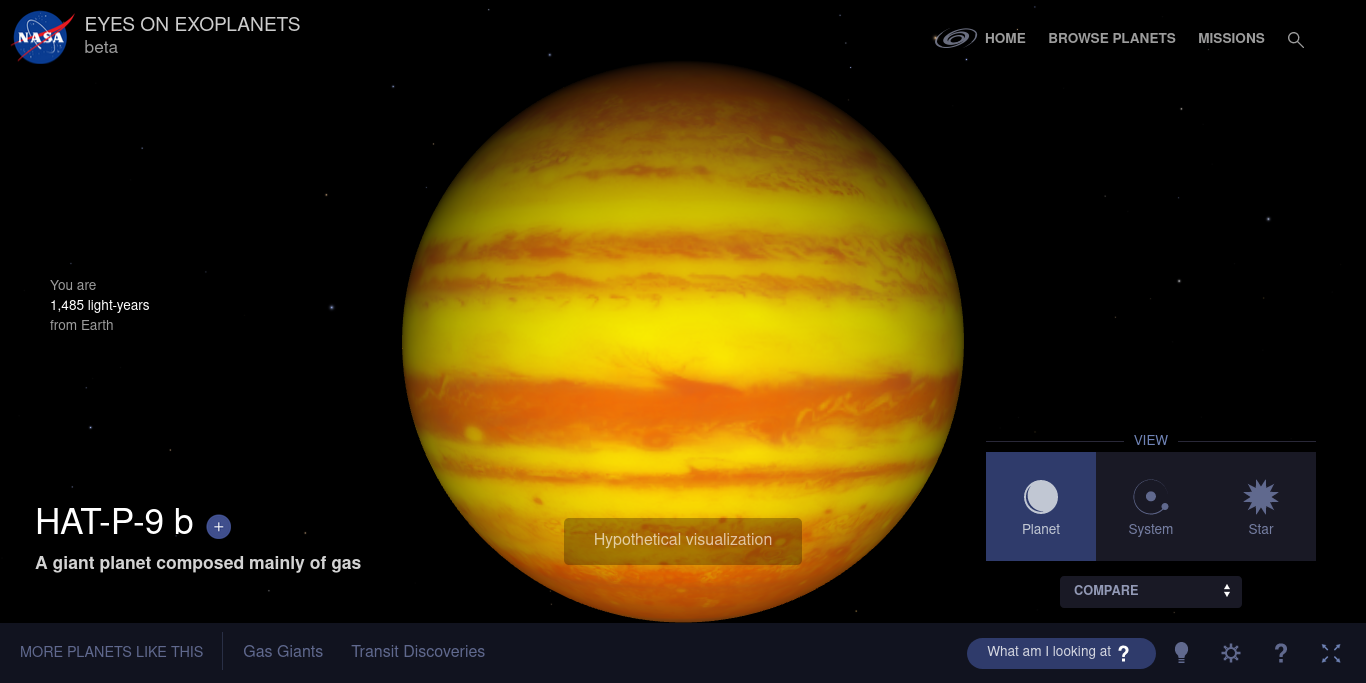 NASA
EYES ON EXOPLANETS
beta
HOME
BROWSE PLANETS
MISSIONS
You are
1,485 light-years
from Earth
VIEW
Planet
System
Star
HAT-P-9 b +
A giant planet composed mainly of gas
Hypothetical visualization
COMPARE
MORE PLANETS LIKE THIS
Gas Giants
Transit Discoveries
What am I looking at ?
?